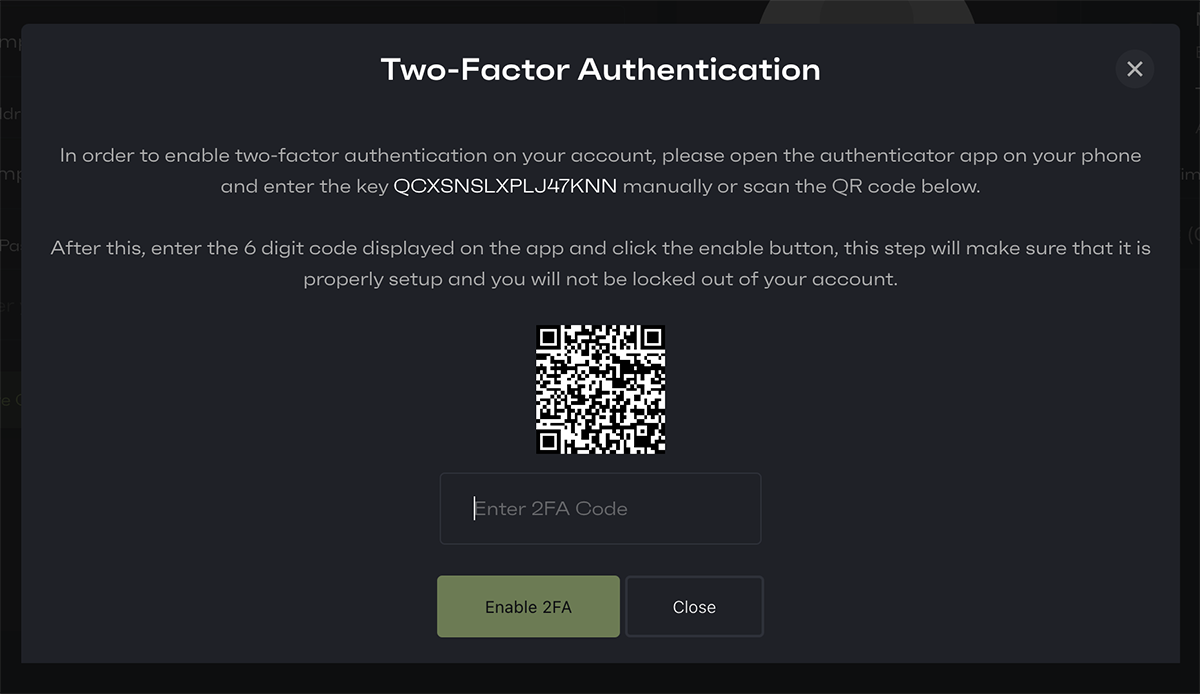 Two-Factor Authentication
In order to enable two-factor authentication on your account, please open the authenticator app on your phone
and enter the key QCXSNSLXPLJ47KNN manually or scan the QR code below.
After this, enter the 6 digit code displayed on the app and click the enable button, this step will make sure that it is
properly setup and you will not be locked out of your account.
Enter 2FA Code
Enable 2FA
Close